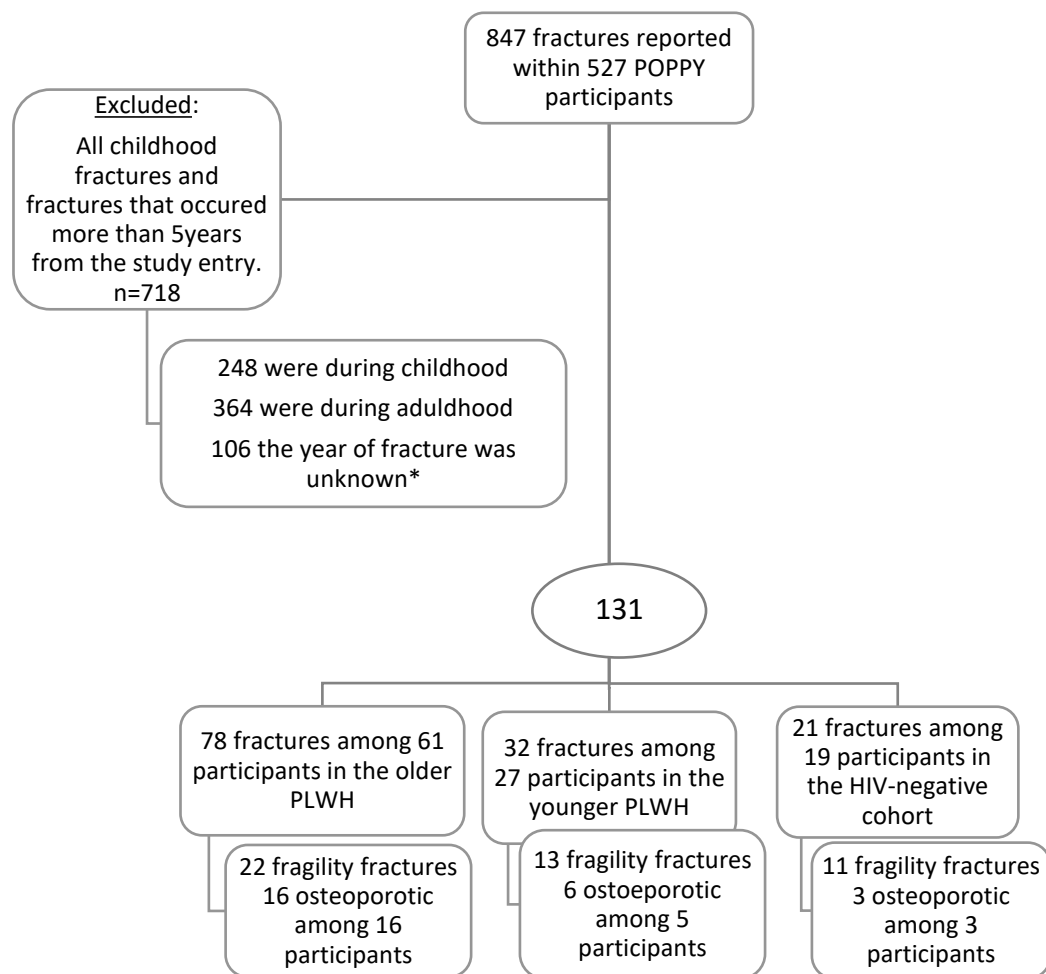 847 fractures reported
within 527 POPPY
participants
Excluded:
All childhood
fractures and
fractures that occured
more than 5years
from the study entry.
n=718
248 were during childhood
364 were during aduldhood
106 the year of fracture was
unknown*
131
78 fractures among 61
participants in the older
PLWH
22 fragility fractures
16 osteoporotic
among 16
participants
32 fractures among
27 participants in the
younger PLWH
13 fragility fractures
6 ostoeporotic
among 5
participants
21 fractures among
19 participants in
the HIV-negative
cohort
11 fragility fractures
3 osteoporotic
among 3
participants